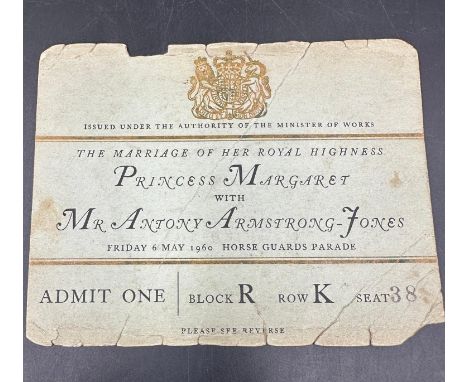 ISSUED UNDER THE AUTHORITY OF THE MINISTER OF WORKS
THE MARRIAGE OF HER ROYAL HIGHNESS
PRINCESS MARGARET
WITH
MR ANTONY ARMSTRONG-JONES
FRIDAY 6 MAY 1960 HORSE GUARDS PARADE
ADMIT ONE | BLOCK R ROW K SEAT 38
PLEASE SEE REVERSE